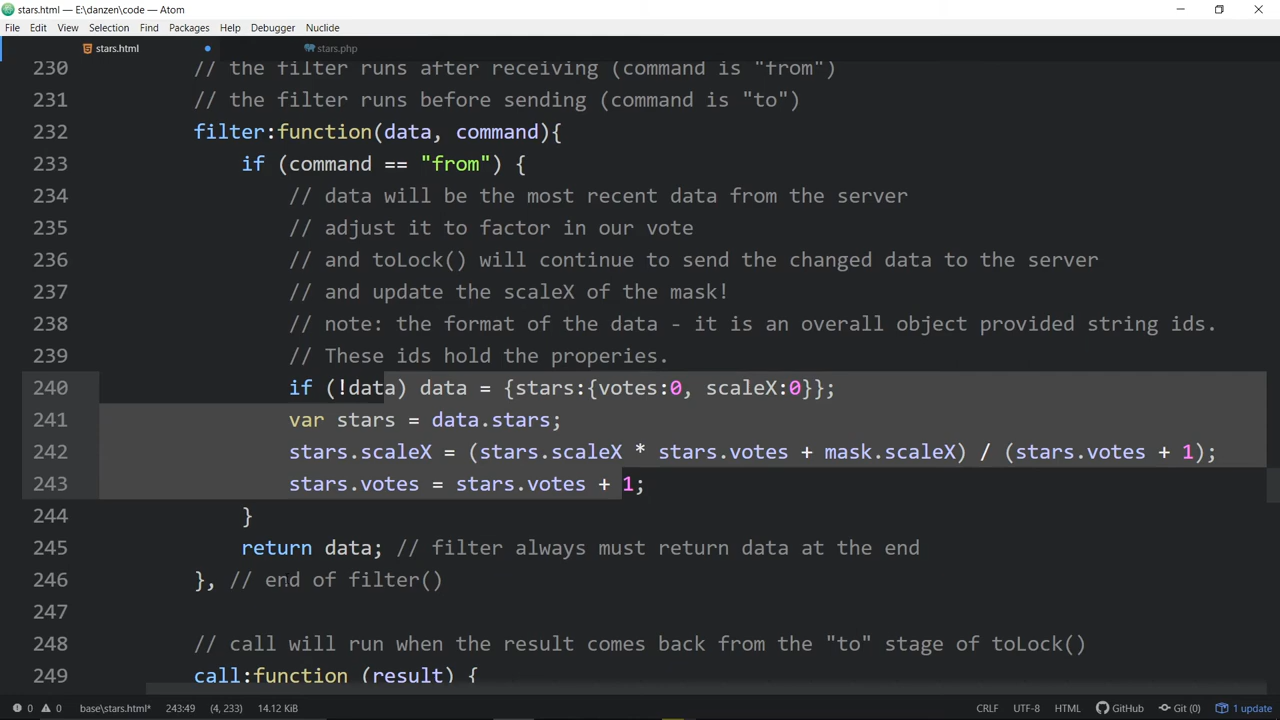 stars.html — E:\danzen\code — Atom
File Edit View Selection Find Packages Help Debugger Nuclide
stars.html stars.php
230 // the filter runs after receiving (command is "from")
231 // the filter runs before sending (command is "to")
232 filter:function(data, command){
233 if (command == "from") {
234 // data will be the most recent data from the server
235 // adjust it to factor in our vote
236 // and toLock() will continue to send the changed data to the server
237 // and update the scaleX of the mask!
238 // note: the format of the data - it is an overall object provided string ids.
239 // These ids hold the properies.
240 if (!data) data = {stars:{votes:0, scaleX:0}};
241 var stars = data.stars;
242 stars.scaleX = (stars.scaleX * stars.votes + mask.scaleX) / (stars.votes + 1);
243 stars.votes = stars.votes + 1;
244 }
245 return data; // filter always must return data at the end
246 }, // end of filter()
247
248 // call will run when the result comes back from the "to" stage of toLock()
249 call:function (result) {
0 0 base\stars.html* 243:49 (4, 233) 14.12 KiB CRLF UTF-8 HTML GitHub Git (0) 1 update